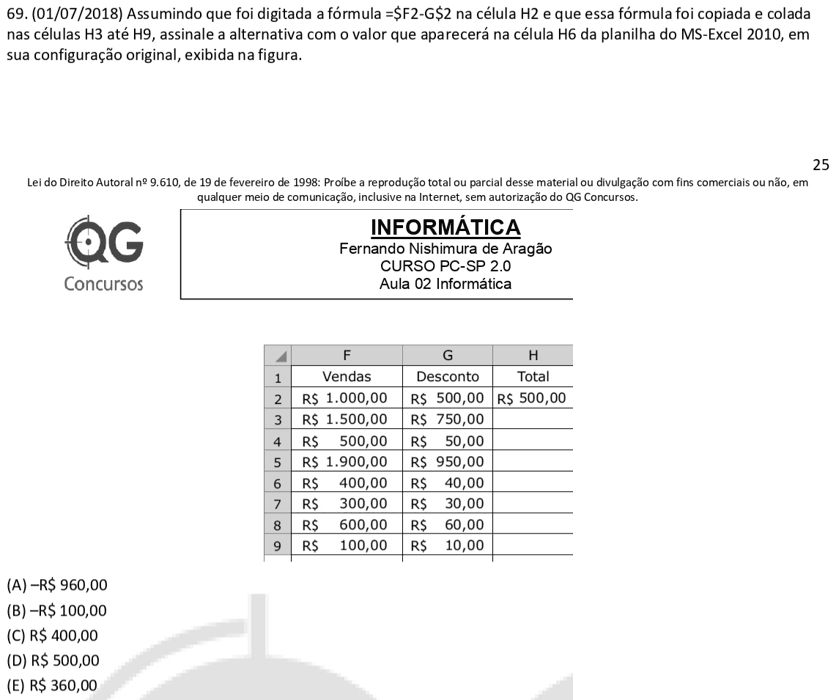 69. (01/07/2018) Assumindo que foi digitada a fórmula =$F2-G$2 na célula H2 e que essa fórmula foi copiada e colada
nas células H3 até H9, assinale a alternativa com o valor que aparecerá na célula H6 da planilha do MS-Excel 2010, em
sua configuração original, exibida na figura.
25
Lei do Direito Autoral nº 9.610, de 19 de fevereiro de 1998: Proíbe a reprodução total ou parcial desse material ou divulgação com fins comerciais ou não, em
qualquer meio de comunicação, inclusive na Internet, sem autorização do QG Concursos.
QG
Concursos
INFORMÁTICA
Fernando Nishimura de Aragão
CURSO PC-SP 2.0
Aula 02 Informática
F G H
1 Vendas Desconto Total
2 R$ 1.000,00 R$ 500,00 R$ 500,00
3 R$ 1.500,00 R$ 750,00
4 R$ 500,00 R$ 50,00
5 R$ 1.900,00 R$ 950,00
6 R$ 400,00 R$ 40,00
7 R$ 300,00 R$ 30,00
8 R$ 600,00 R$ 60,00
9 R$ 100,00 R$ 10,00
(A) –R$ 960,00
(B) –R$ 100,00
(C) R$ 400,00
(D) R$ 500,00
(E) R$ 360,00